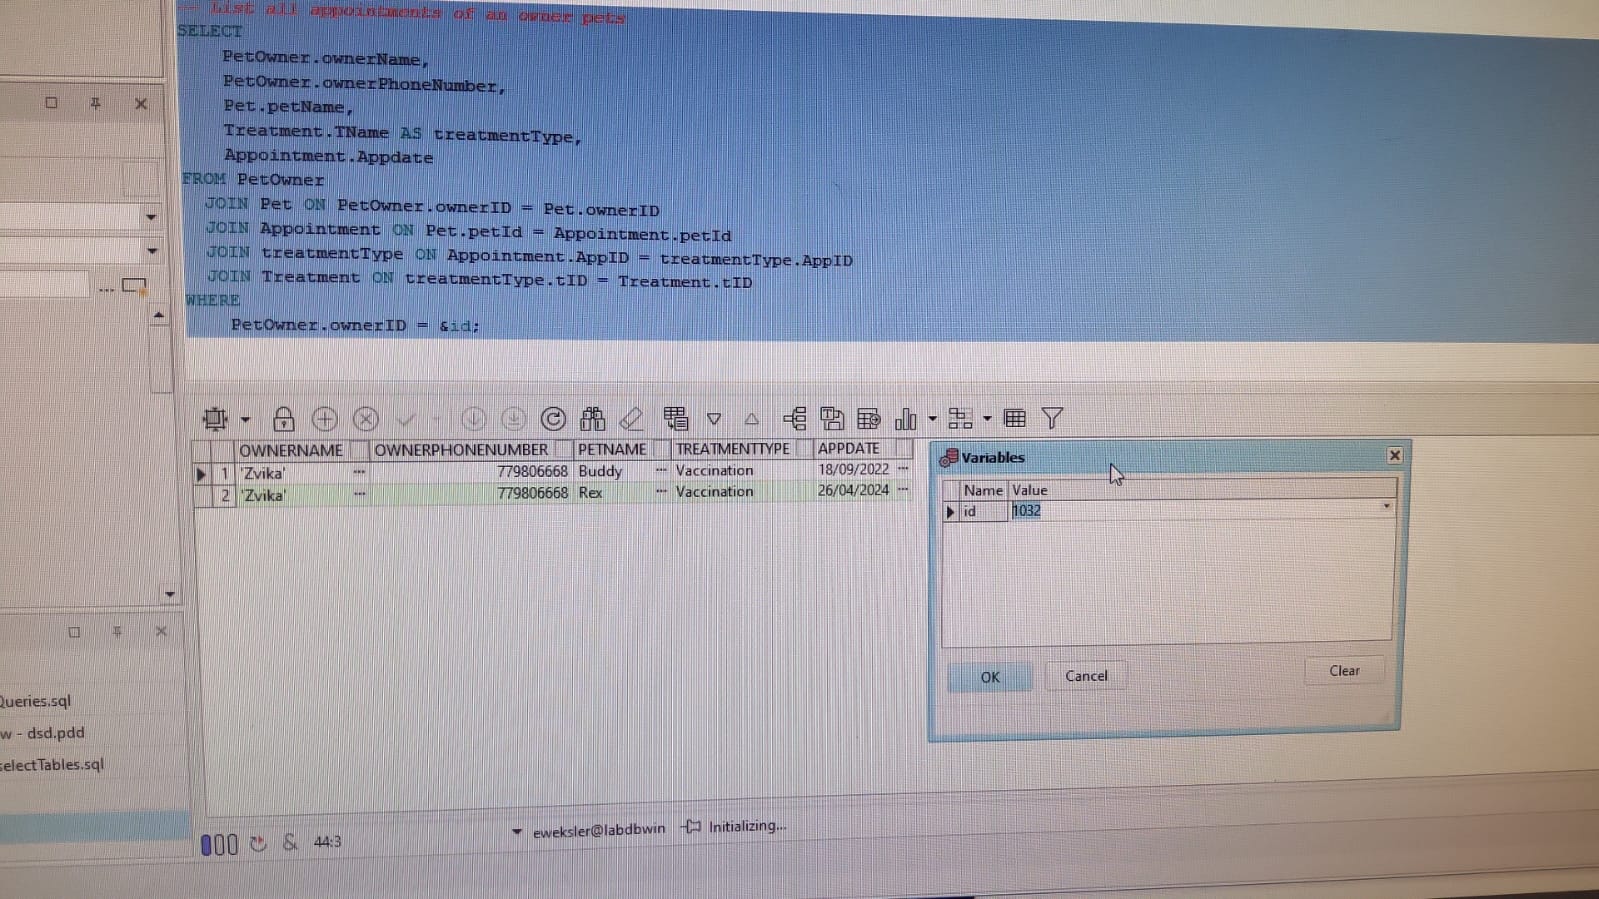 -- List all appointments of an owner pets
SELECT
PetOwner.ownerName,
PetOwner.ownerPhoneNumber,
Pet.petName,
Treatment.TName AS treatmentType,
Appointment.Appdate
FROM PetOwner
JOIN Pet ON PetOwner.ownerID = Pet.ownerID
JOIN Appointment ON Pet.petId = Appointment.petId
JOIN treatmentType ON Appointment.AppID = treatmentType.AppID
JOIN Treatment ON treatmentType.tID = Treatment.tID
WHERE
PetOwner.ownerID = &id;
OWNERNAME OWNERPHONENUMBER PETNAME TREATMENTTYPE APPDATE
1 'Zvika' ... 779806668 Buddy ... Vaccination 18/09/2022 ...
2 'Zvika' ... 779806668 Rex ... Vaccination 26/04/2024 ...
Variables
Name Value
id 1032
OK Cancel Clear
Queries.sql
w - dsd.pdd
selectTables.sql
& 44:3 eweksler@labdbwin Initializing...